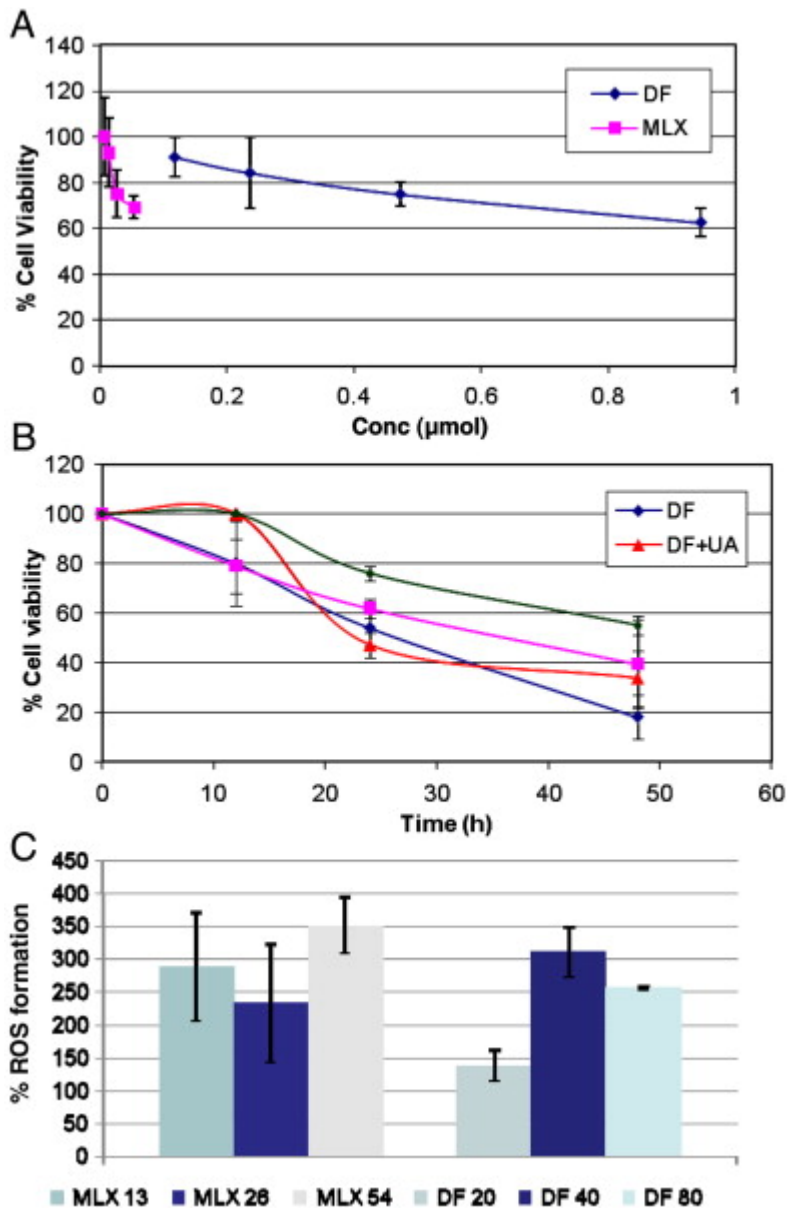 A
140
120
100
80
60
40
20
0
% Cell Viability
DF
MLX
0 0.2 0.4 0.6 0.8 1
Conc (μmol)
B
120
100
80
60
40
20
0
% Cell viability
DF
DF+UA
0 10 20 30 40 50 60
Time (h)
C
450
400
350
300
250
200
150
100
50
0
% ROS formation
MLX 13 MLX 26 MLX 54 DF 20 DF 40 DF 80